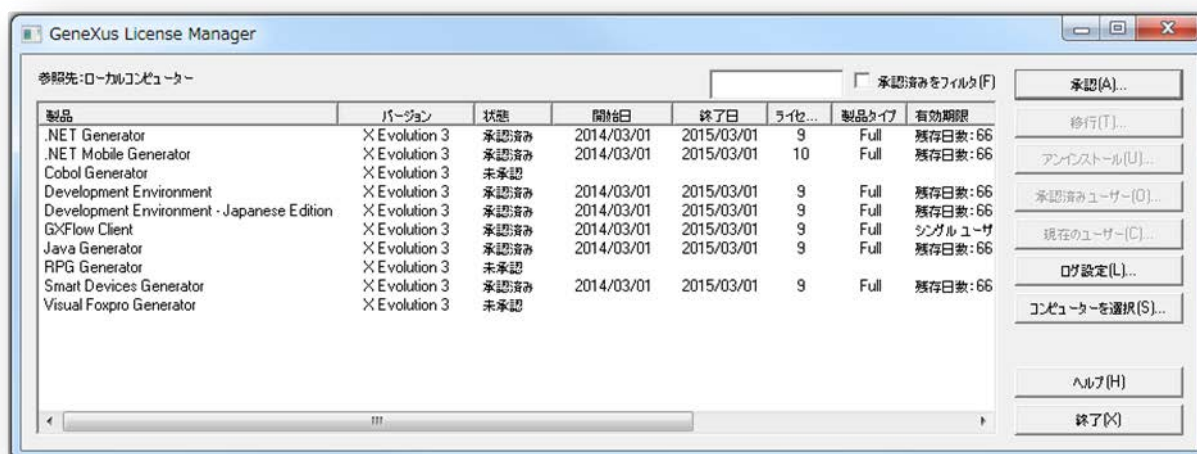 GeneXus License Manager
参照先:ローカルコンピューター
承認済みをフィルタ(F)
製品 バージョン 状態 開始日 終了日 ライセ... 製品タイプ 有効期限
.NET Generator X Evolution 3 承認済み 2014/03/01 2015/03/01 9 Full 残存日数:66
.NET Mobile Generator X Evolution 3 承認済み 2014/03/01 2015/03/01 10 Full 残存日数:66
Cobol Generator X Evolution 3 未承認
Development Environment X Evolution 3 承認済み 2014/03/01 2015/03/01 9 Full 残存日数:66
Development Environment - Japanese Edition X Evolution 3 承認済み 2014/03/01 2015/03/01 9 Full 残存日数:66
GXFlow Client X Evolution 3 承認済み 2014/03/01 2015/03/01 9 Full シングル ユーザ
Java Generator X Evolution 3 承認済み 2014/03/01 2015/03/01 9 Full 残存日数:66
RPG Generator X Evolution 3 未承認
Smart Devices Generator X Evolution 3 承認済み 2014/03/01 2015/03/01 9 Full 残存日数:66
Visual Foxpro Generator X Evolution 3 未承認
承認(A)...
移行(T)...
アンインストール(U)...
承認済みユーザー(O)...
現在のユーザー(C)...
ログ設定(L)...
コンピューターを選択(S)...
ヘルプ(H)
終了(X)